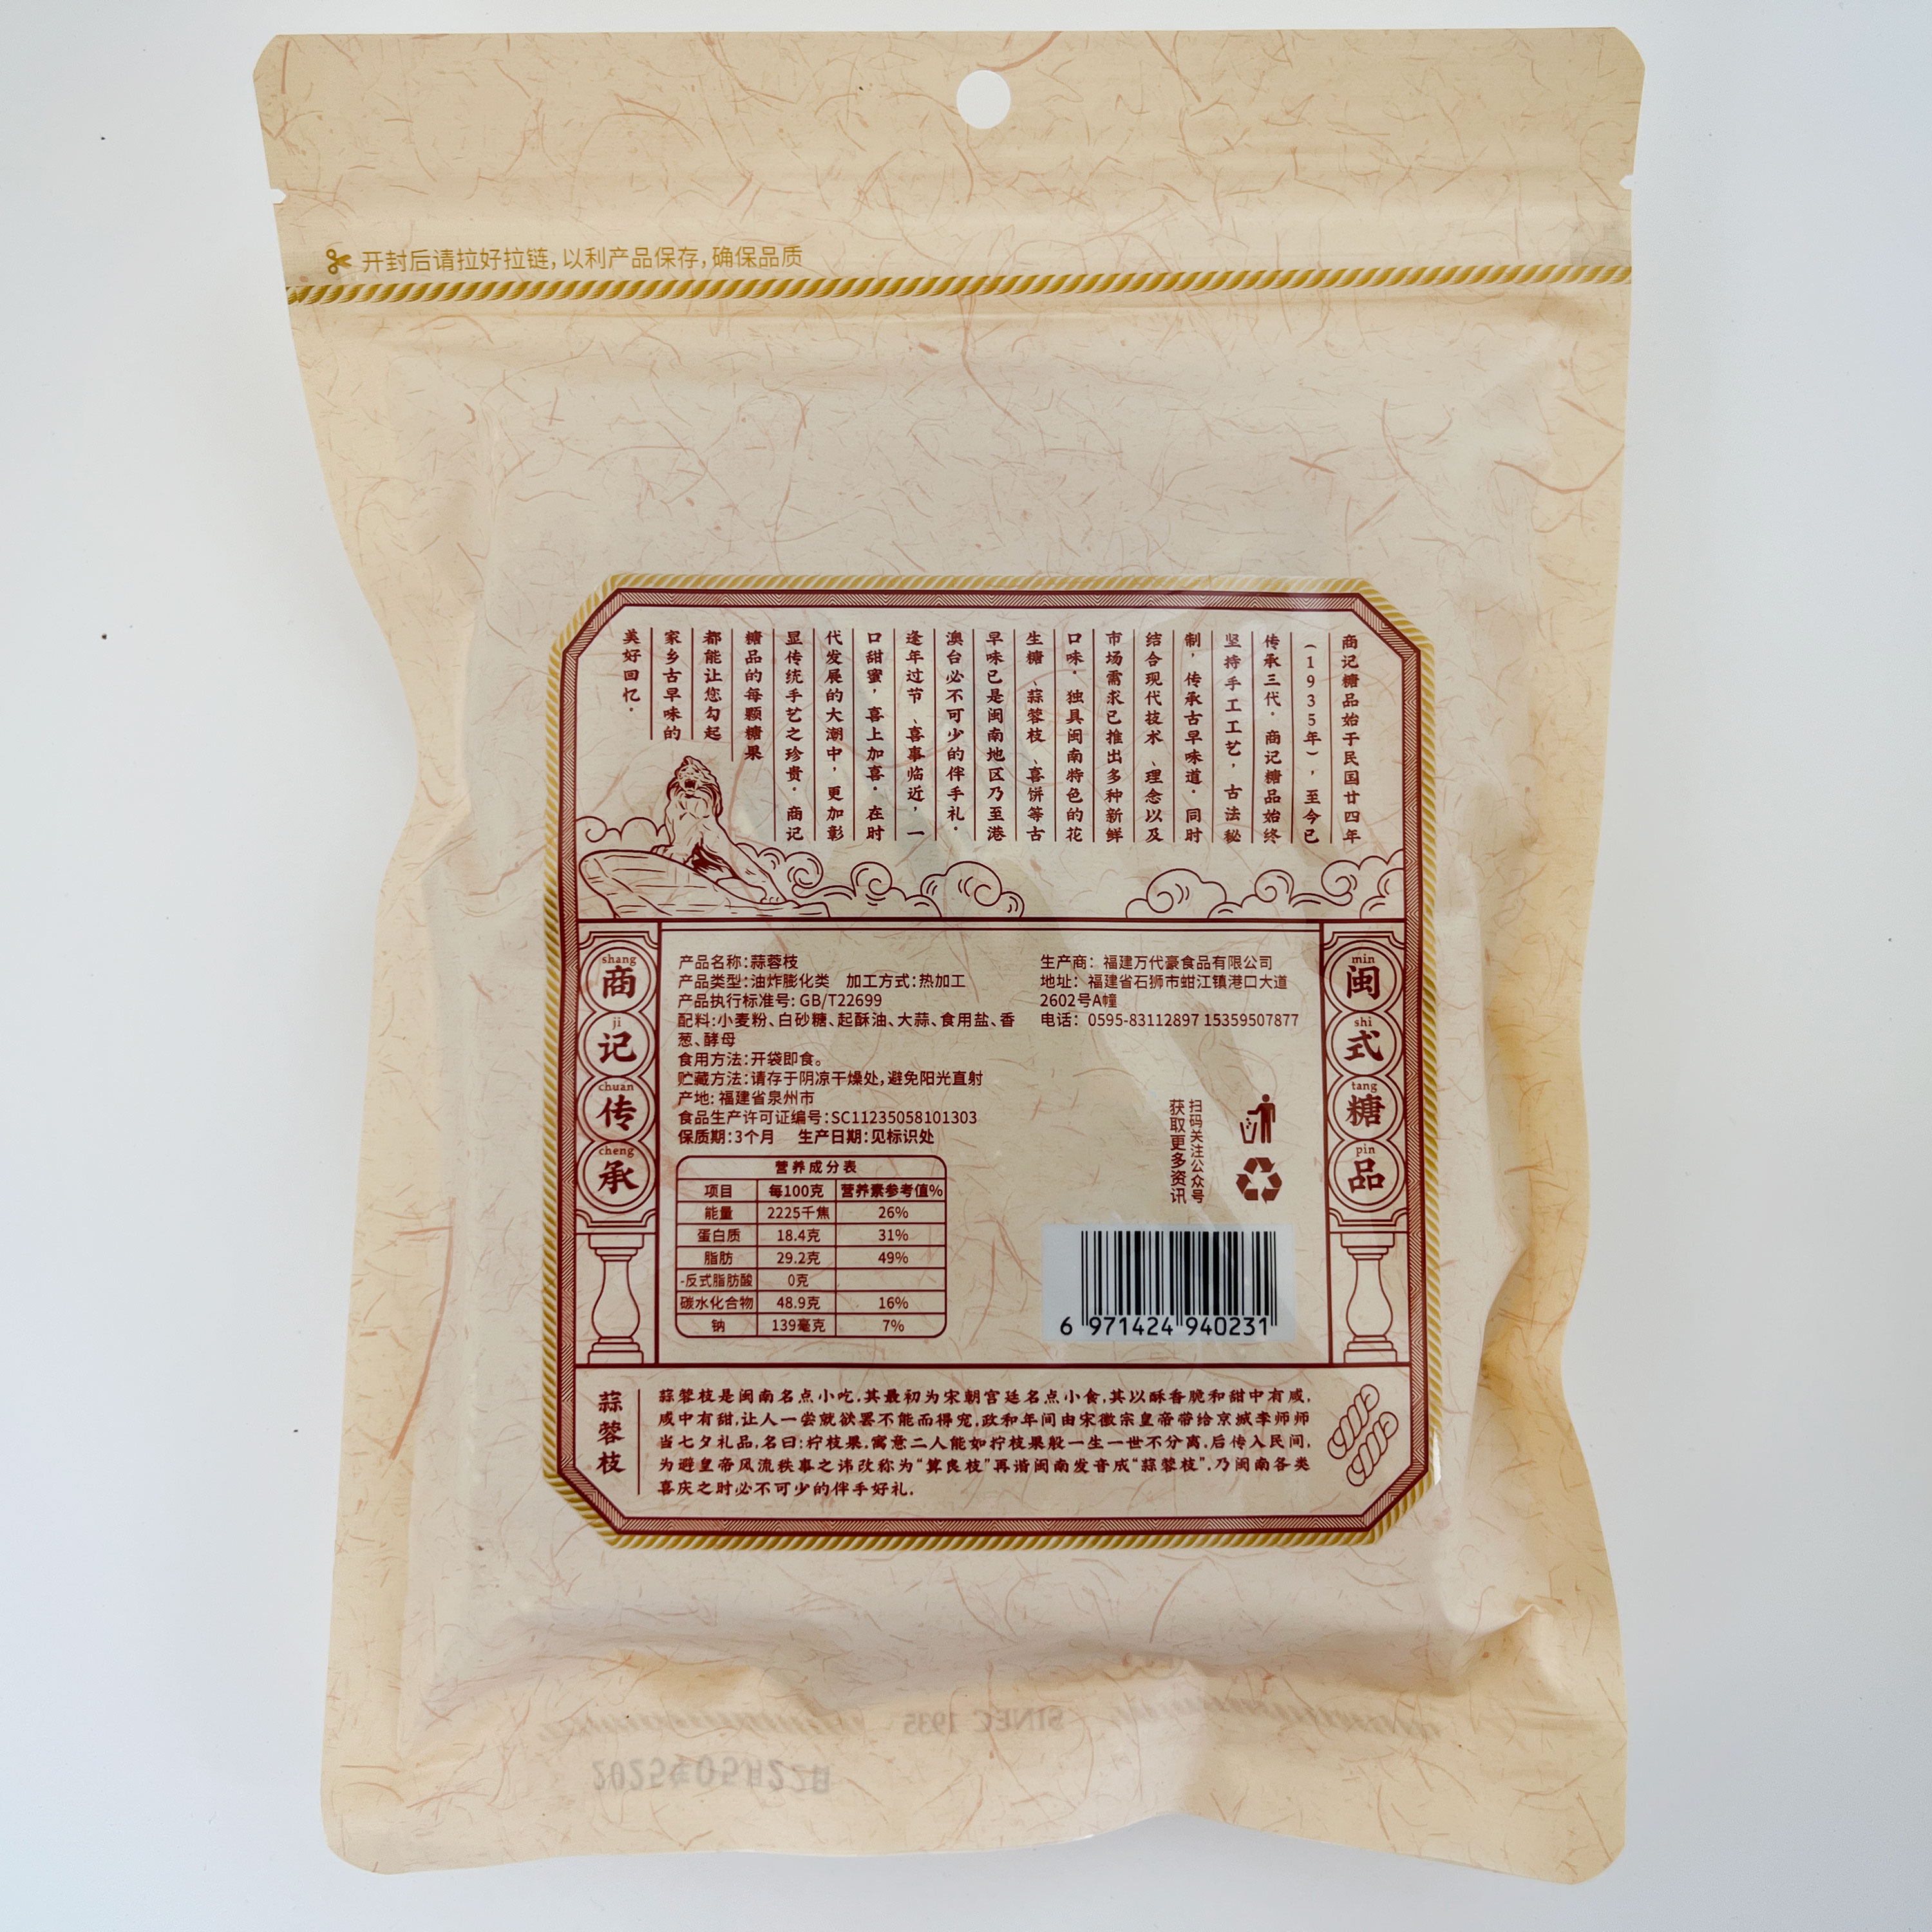 开封后请拉好拉链,以利产品保存,确保品质
商记糖品始于民国廿四年
(1935年),至今已
传承三代。商记糖品始终
坚持手工工艺,古法秘
制,传承古早味道。同时
结合现代技术、理念以及
市场需求已推出多种新鲜
口味。独具闽南特色的花
生糖、蒜蓉枝、喜饼等古
早味已是闽南地区乃至港
澳台必不可少的伴手礼。
逢年过节、喜事临近,一
口甜蜜,喜上加喜。在时
代发展的大潮中,更加彰
显传统手艺之珍贵。商记
糖品的每颗糖果
都能让您勾起
家乡古早味的
美好回忆。
shang
商
ji
记
chuan
传
cheng
承
产品名称:蒜蓉枝
产品类型:油炸膨化类 加工方式:热加工
产品执行标准号: GB/T22699
配料:小麦粉、白砂糖、起酥油、大蒜、食用盐、香
葱、酵母
食用方法:开袋即食。
贮藏方法:请存于阴凉干燥处,避免阳光直射
产地: 福建省泉州市
食品生产许可证编号:SC11235058101303
保质期:3个月 生产日期:见标识处
营养成分表
项目 每100克 营养素参考值%
能量 2225千焦 26%
蛋白质 18.4克 31%
脂肪 29.2克 49%
-反式脂肪酸 0克
碳水化合物 48.9克 16%
钠 139毫克 7%
生产商: 福建万代豪食品有限公司
地址: 福建省石狮市蚶江镇港口大道
2602号A幢
电话: 0595-83112897 15359507877
扫码关注公众号
获取更多资讯
6 971424 940231
min
闽
shi
式
tang
糖
pin
品
蒜蓉枝
蒜蓉枝是闽南名点小吃,其最初为宋朝宫廷名点小食,其以酥香脆和甜中有咸,
咸中有甜,让人一尝就欲罢不能而得宠,政和年间由宋徽宗皇帝带给京城李师师
当七夕礼品,名曰:柠枝果,寓意二人能如柠枝果般一生一世不分离,后传入民间,
为避皇帝风流秩事之讳改称为“算良枝”再谐闽南发音成“蒜蓉枝”,乃闽南各类
喜庆之时必不可少的伴手好礼.
SINEC 1935
2025年05月22日